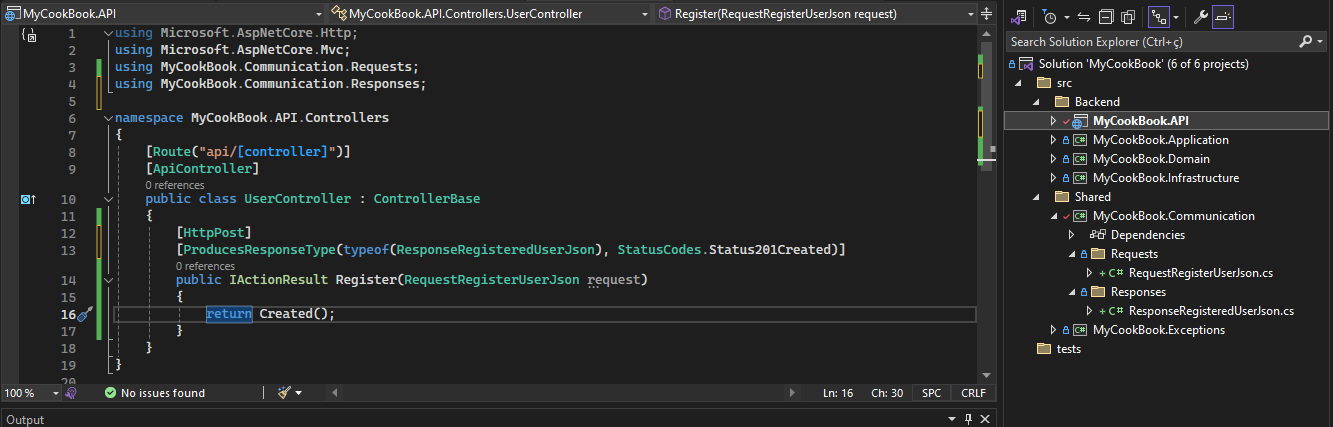 MyCookBook.API
MyCookBook.API.Controllers.UserController
Register(RequestRegisterUserJson request)
1 using Microsoft.AspNetCore.Http;
2 using Microsoft.AspNetCore.Mvc;
3 using MyCookBook.Communication.Requests;
4 using MyCookBook.Communication.Responses;
5
6 namespace MyCookBook.API.Controllers
7 {
8 [Route("api/[controller]")]
9 [ApiController]
0 references
10 public class UserController : ControllerBase
11 {
12 [HttpPost]
13 [ProducesResponseType(typeof(ResponseRegisteredUserJson), StatusCodes.Status201Created)]
0 references
14 public IActionResult Register(RequestRegisterUserJson request)
15 {
16 return Created();
17 }
18 }
19 }
20
100 %
No issues found
Ln: 16
Ch: 30
SPC
CRLF
Output
Search Solution Explorer (Ctrl+ç)
Solution 'MyCookBook' (6 of 6 projects)
src
Backend
MyCookBook.API
C# MyCookBook.Application
C# MyCookBook.Domain
C# MyCookBook.Infrastructure
Shared
C# MyCookBook.Communication
Dependencies
Requests
+ C# RequestRegisterUserJson.cs
Responses
+ C# ResponseRegisteredUserJson.cs
C# MyCookBook.Exceptions
tests